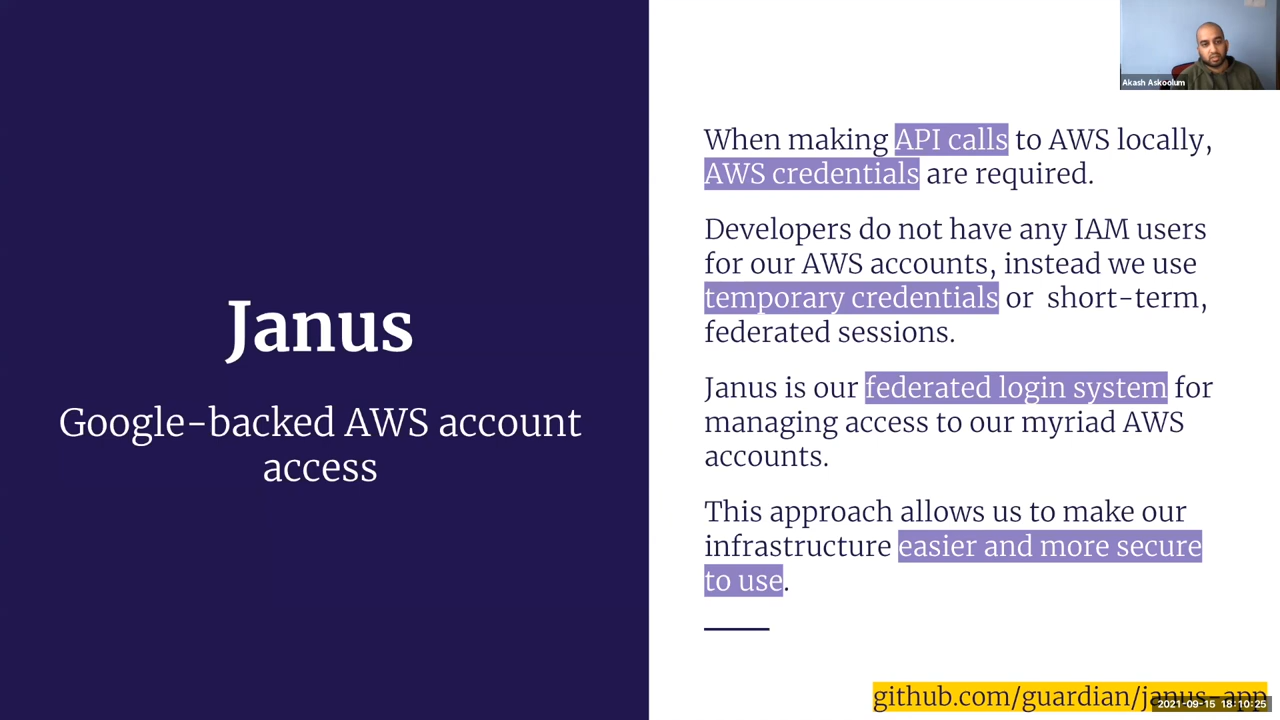 Akash Askoolum
Janus
Google-backed AWS account
access
When making API calls to AWS locally,
AWS credentials are required.
Developers do not have any IAM users
for our AWS accounts, instead we use
temporary credentials or short-term,
federated sessions.
Janus is our federated login system for
managing access to our myriad AWS
accounts.
This approach allows us to make our
infrastructure easier and more secure
to use.
github.com/guardian/janus-app
2021-09-15 18:10:25